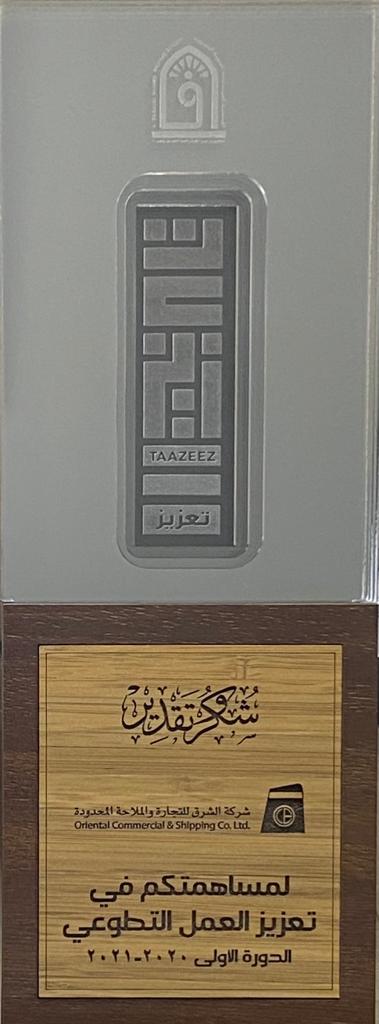 TAAZEEZ
تعزيز
شكر وتقدير
شركة الشرق للتجارة والملاحة المحدودة
Oriental Commercial & Shipping Co. Ltd.
لمساهمتكم في
تعزيز العمل التطوعي
الدورة الاولى ٢٠٢٠-٢٠٢١